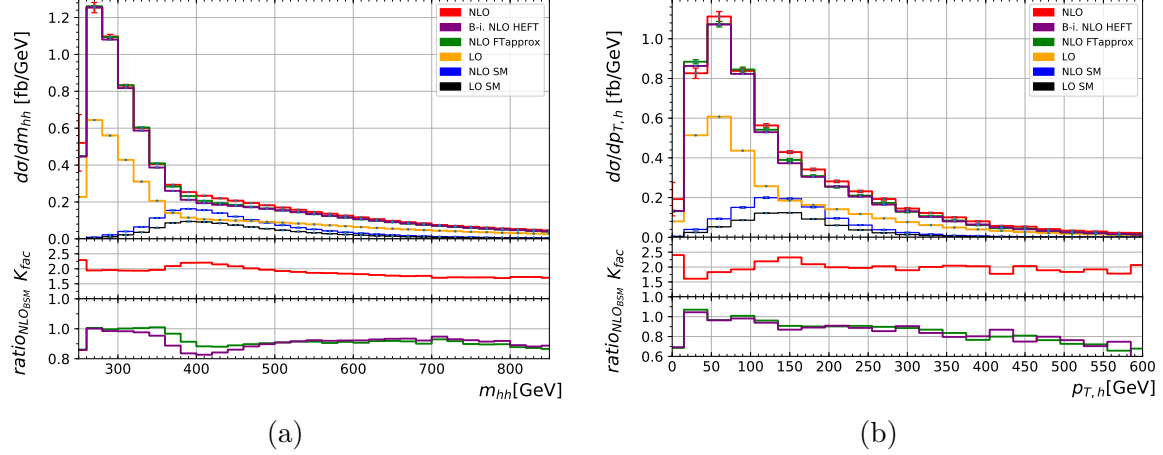 dσ/dm_hh [fb/GeV]
1.2
1.0
0.8
0.6
0.4
0.2
0.0
NLO
B-i. NLO HEFT
NLO FTapprox
LO
NLO SM
LO SM
K_fac
2.5
2.0
1.5
1.0
ratio_NLO_BSM
1.0
0.8
300 400 500 600 700 800
m_hh[GeV]
(a)
dσ/dp_T,h [fb/GeV]
1.0
0.8
0.6
0.4
0.2
0.0
NLO
B-i. NLO HEFT
NLO FTapprox
LO
NLO SM
LO SM
K_fac
2.5
2.0
1.5
1.0
ratio_NLO_BSM
1.0
0.8
0.6
0 50 100 150 200 250 300 350 400 450 500 550 600
p_T,h[GeV]
(b)